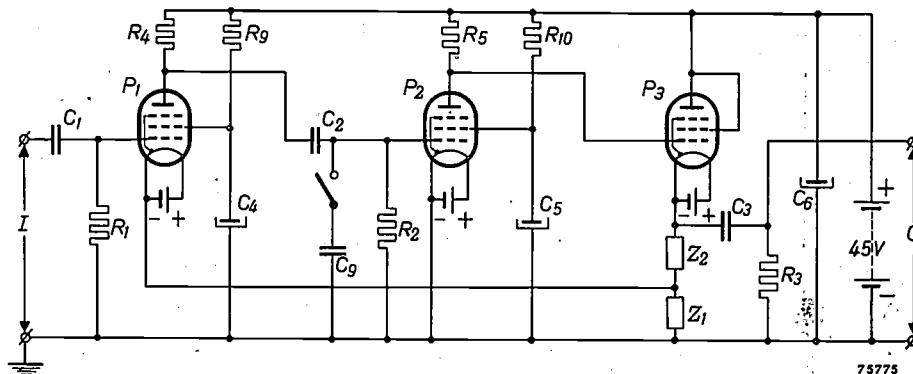 R4
R9
R5
R10
P1
P2
P3
C1
C2
I
R1
C4
C9
R2
C5
C3
C6
Z2
Z1
R3
45V
- +
- +
- +
+
-
75775